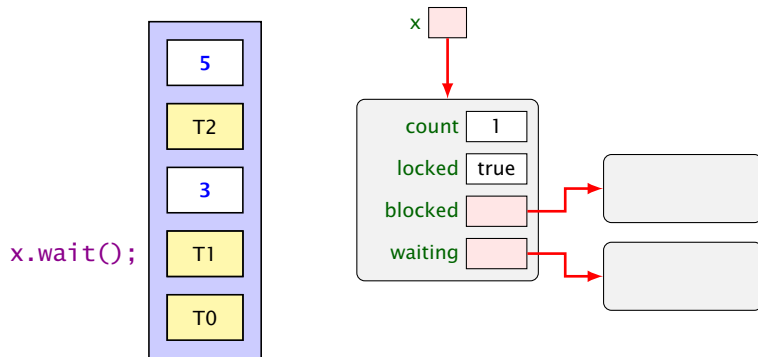 x
5
count 1
T2
locked true
3
blocked
x.wait();
T1
waiting
T0